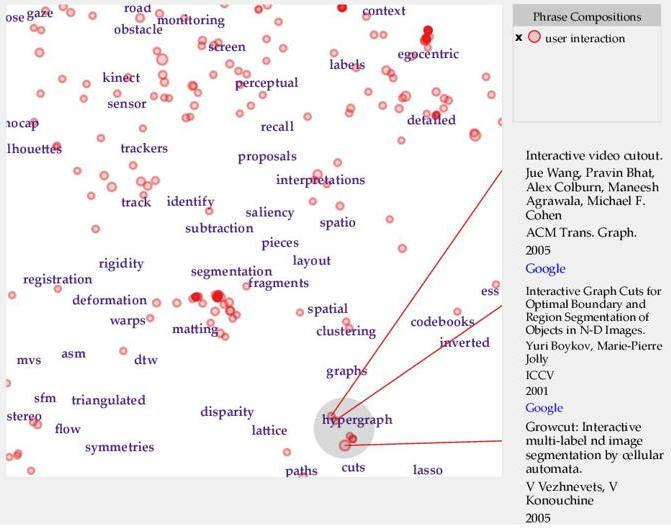 ose gaze
road
monitoring
context
obstacle
screen
egocentric
labels
kinect
perceptual
sensor
nocap
recall
detailed
lhouettes
trackers
proposals
interpretations
track
identify
saliency
spatio
subtraction
pieces
layout
rigidity
segmentation
registration
fragments
ess
deformation
spatial
warps
matting
clustering
codebooks
inverted
mvs
asm
dtw
graphs
sfm
triangulated
stereo
disparity
hypergraph
flow
lattice
symmetries
paths
cuts
lasso
Phrase Compositions
x user interaction
Interactive video cutout.
Jue Wang, Pravin Bhat,
Alex Colburn, Maneesh
Agrawala, Michael F.
Cohen
ACM Trans. Graph.
2005
Google
Interactive Graph Cuts for
Optimal Boundary and
Region Segmentation of
Objects in N-D Images.
Yuri Boykov, Marie-Pierre
Jolly
ICCV
2001
Google
Growcut: Interactive
multi-label nd image
segmentation by cellular
automata.
V Vezhnevets, V
Konouchine
2005